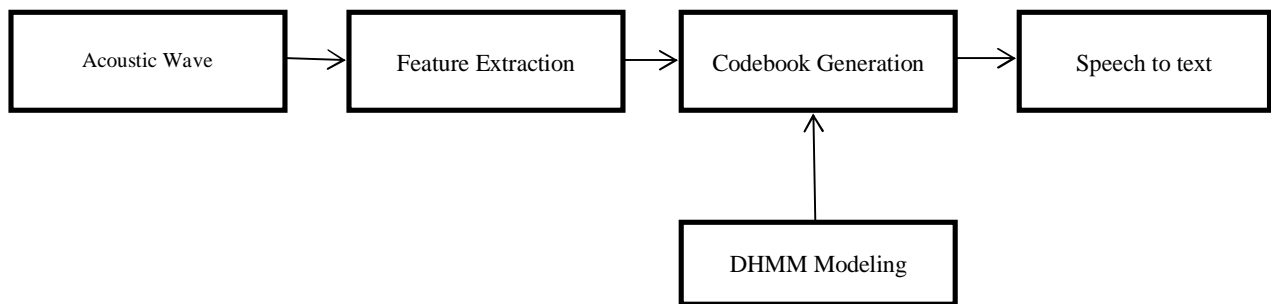 Acoustic Wave
Feature Extraction
Codebook Generation
Speech to text
DHMM Modeling